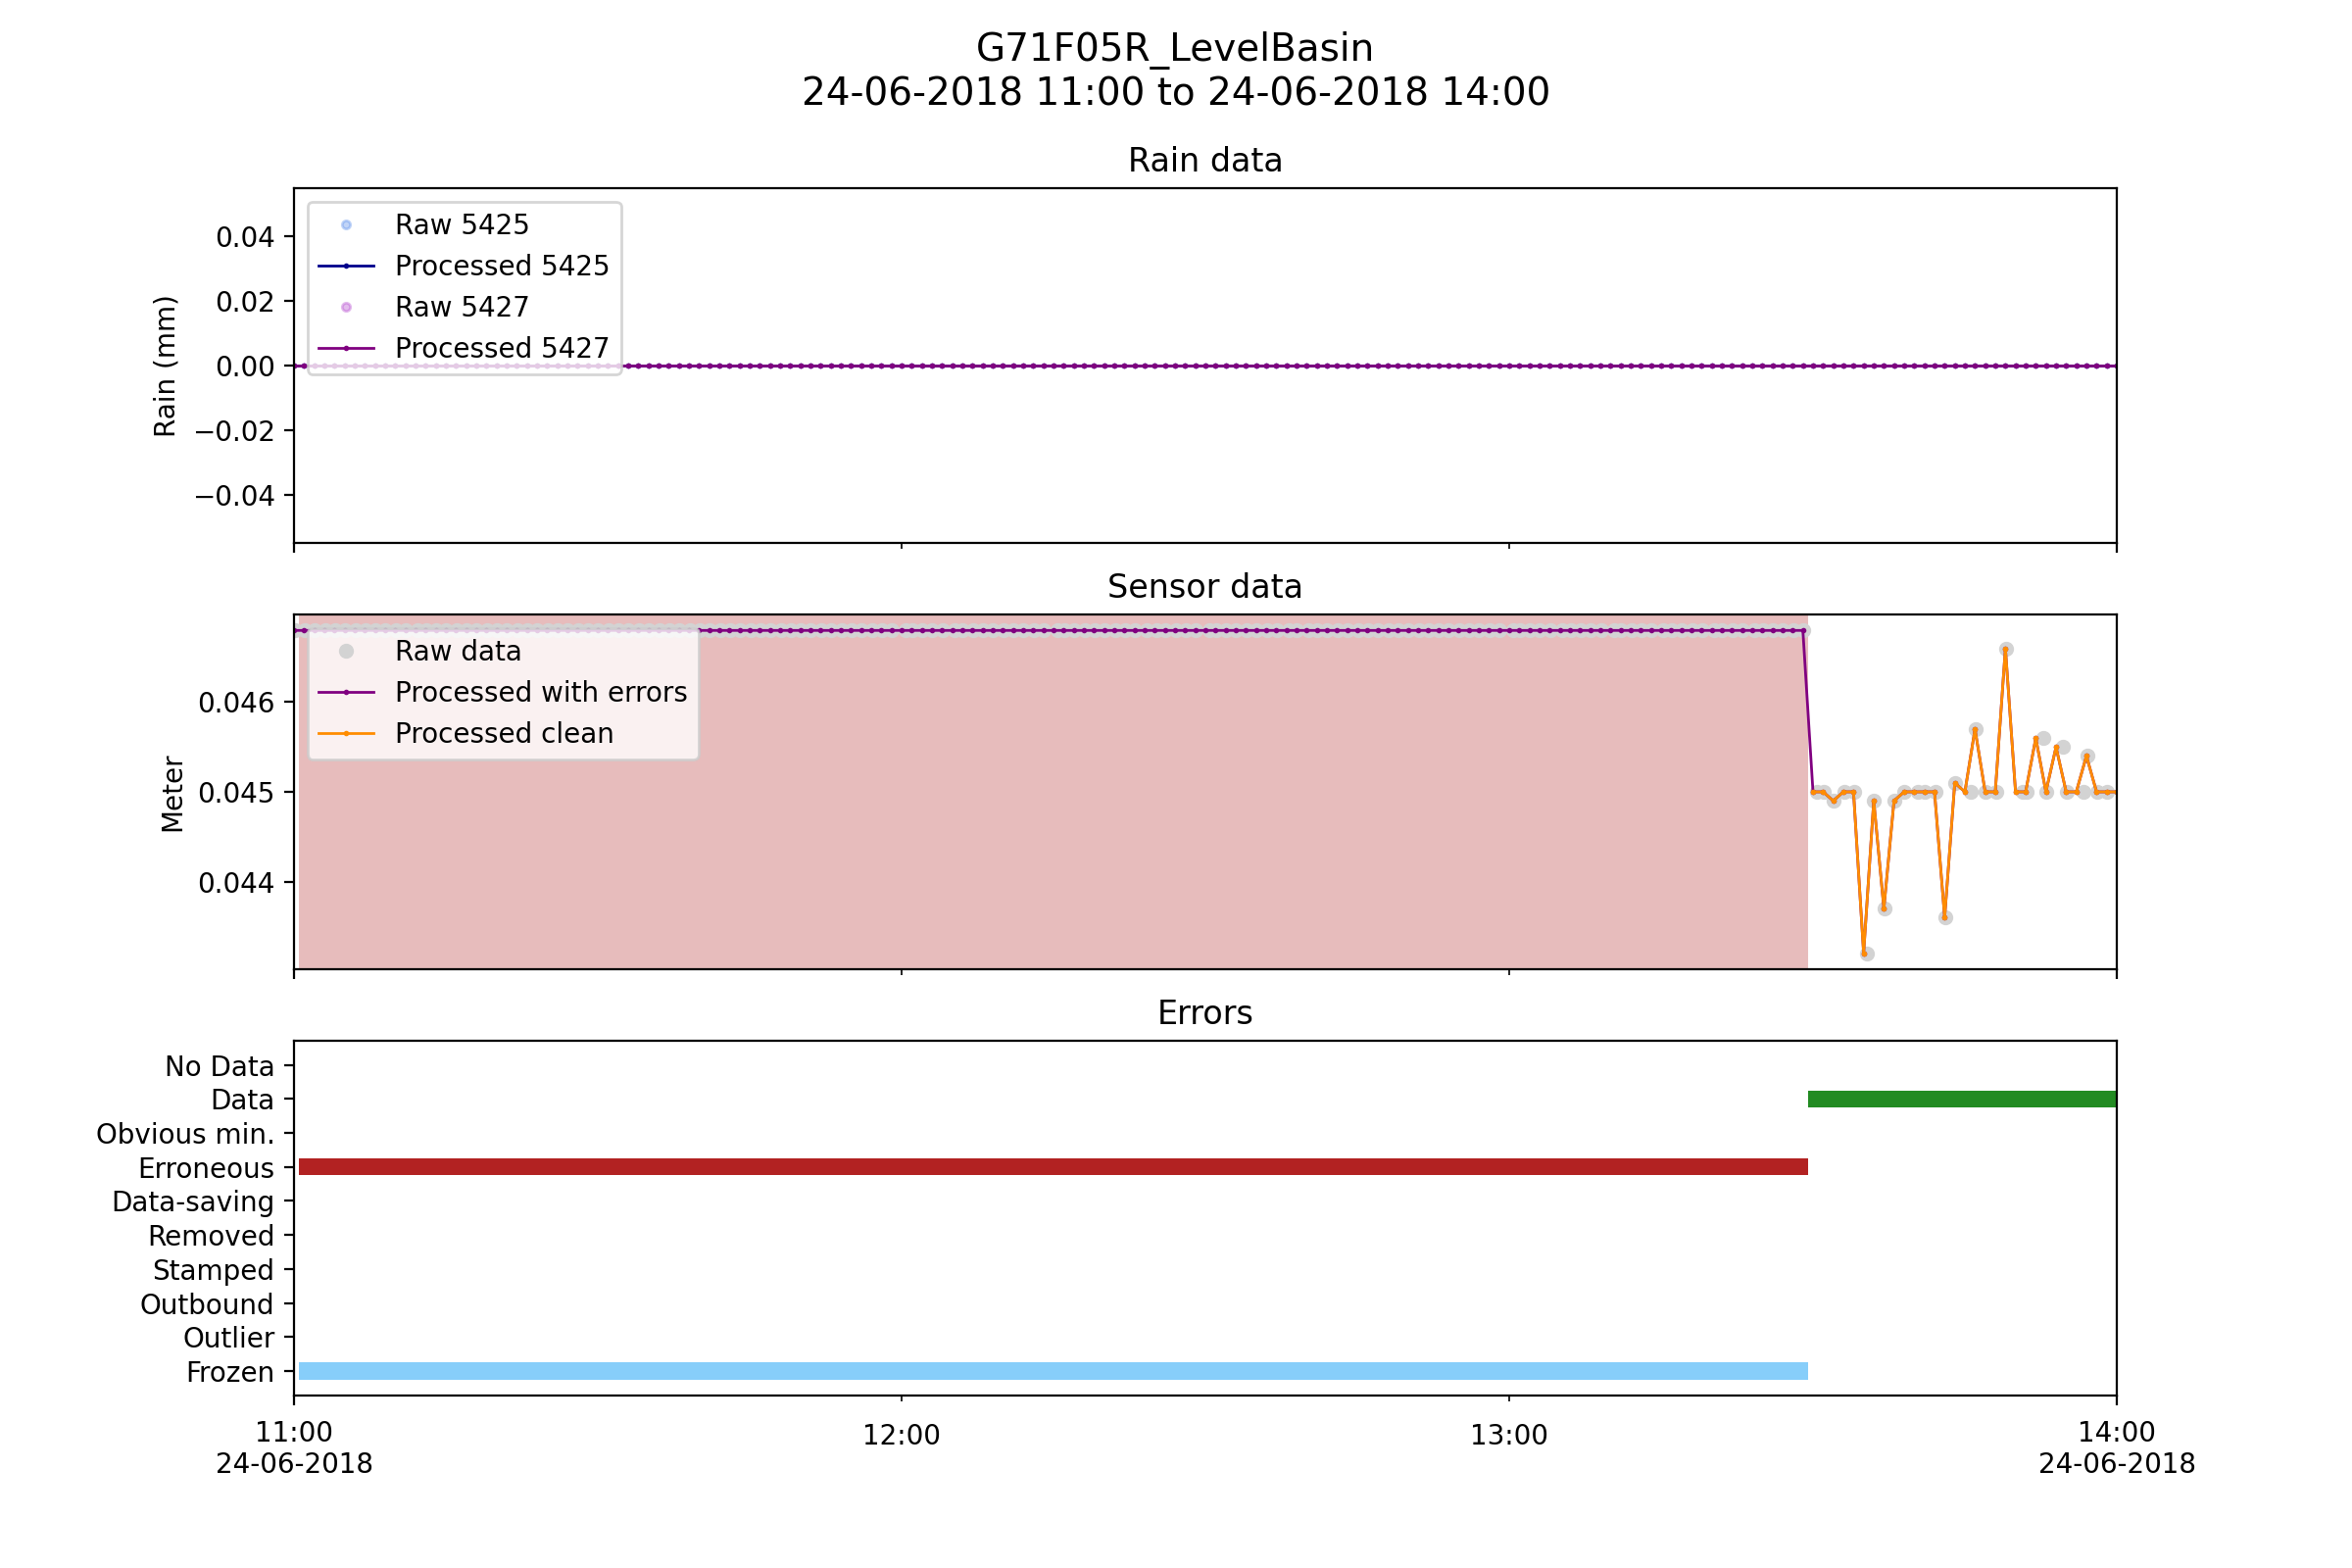 G71F05R_LevelBasin
24-06-2018 11:00 to 24-06-2018 14:00
Rain data
Rain (mm)
0.04
0.02
0.00
−0.02
−0.04
Raw 5425
Processed 5425
Raw 5427
Processed 5427
Sensor data
Meter
0.046
0.045
0.044
Raw data
Processed with errors
Processed clean
Errors
No Data
Data
Obvious min.
Erroneous
Data-saving
Removed
Stamped
Outbound
Outlier
Frozen
11:00
24-06-2018
12:00
13:00
14:00
24-06-2018